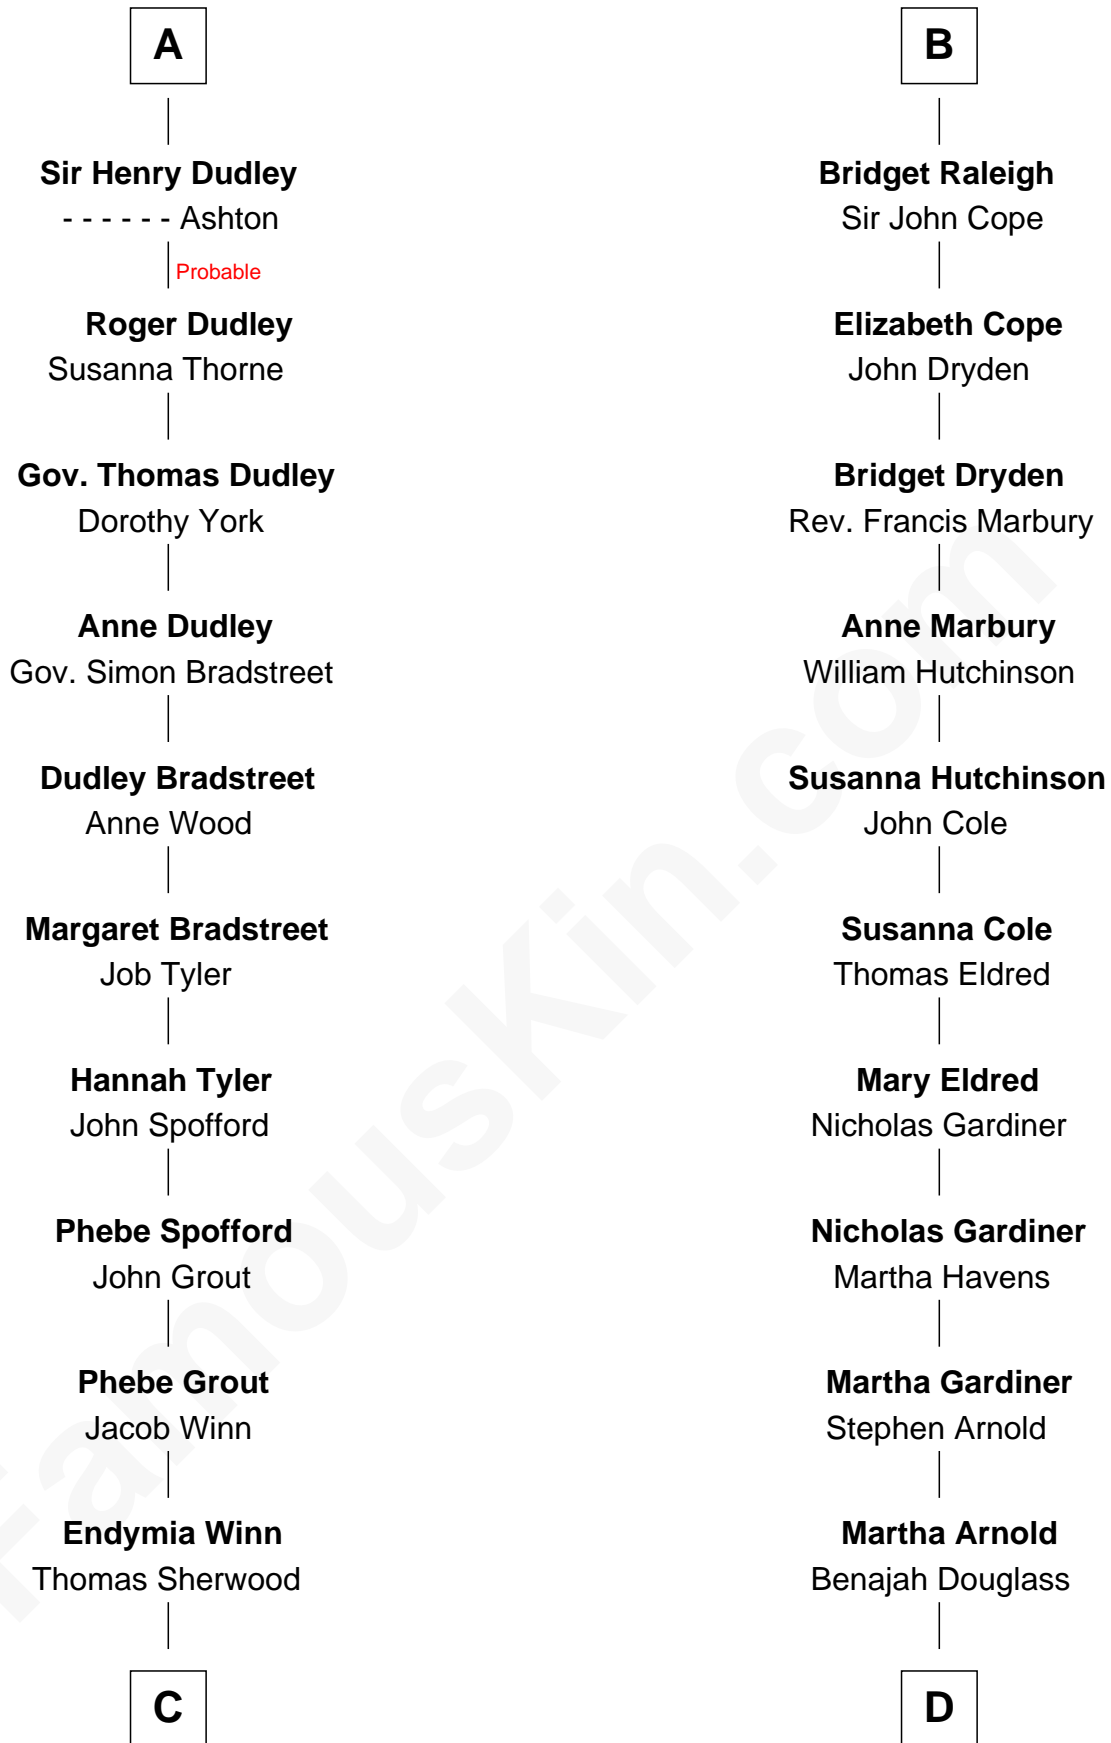 A
Sir Henry Dudley
- - - - - - Ashton
Probable
Roger Dudley
Susanna Thorne
Gov. Thomas Dudley
Dorothy York
Anne Dudley
Gov. Simon Bradstreet
Dudley Bradstreet
Anne Wood
Margaret Bradstreet
Job Tyler
Hannah Tyler
John Spofford
Phebe Spofford
John Grout
Phebe Grout
Jacob Winn
Endymia Winn
Thomas Sherwood
C
B
Bridget Raleigh
Sir John Cope
Elizabeth Cope
John Dryden
Bridget Dryden
Rev. Francis Marbury
Anne Marbury
William Hutchinson
Susanna Hutchinson
John Cole
Susanna Cole
Thomas Eldred
Mary Eldred
Nicholas Gardiner
Nicholas Gardiner
Martha Havens
Martha Gardiner
Stephen Arnold
Martha Arnold
Benajah Douglass
D
FamousKin.com